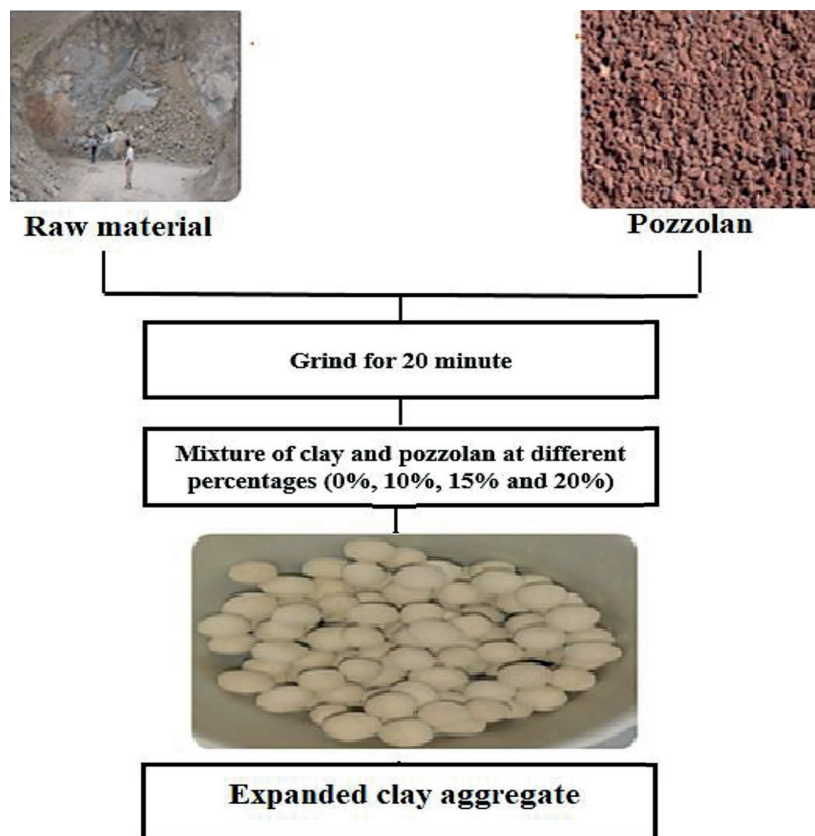 Raw material
Pozzolan
Grind for 20 minute
Mixture of clay and pozzolan at different
percentages (0%, 10%, 15% and 20%)
Expanded clay aggregate